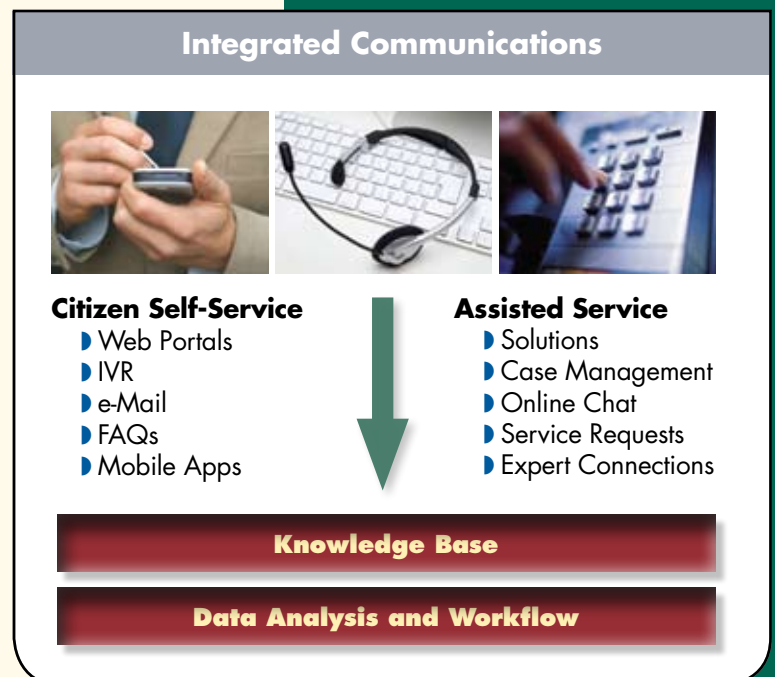 Integrated Communications
Citizen Self-Service
Web Portals
IVR
e-Mail
FAQs
Mobile Apps
Assisted Service
Solutions
Case Management
Online Chat
Service Requests
Expert Connections
Knowledge Base
Data Analysis and Workflow